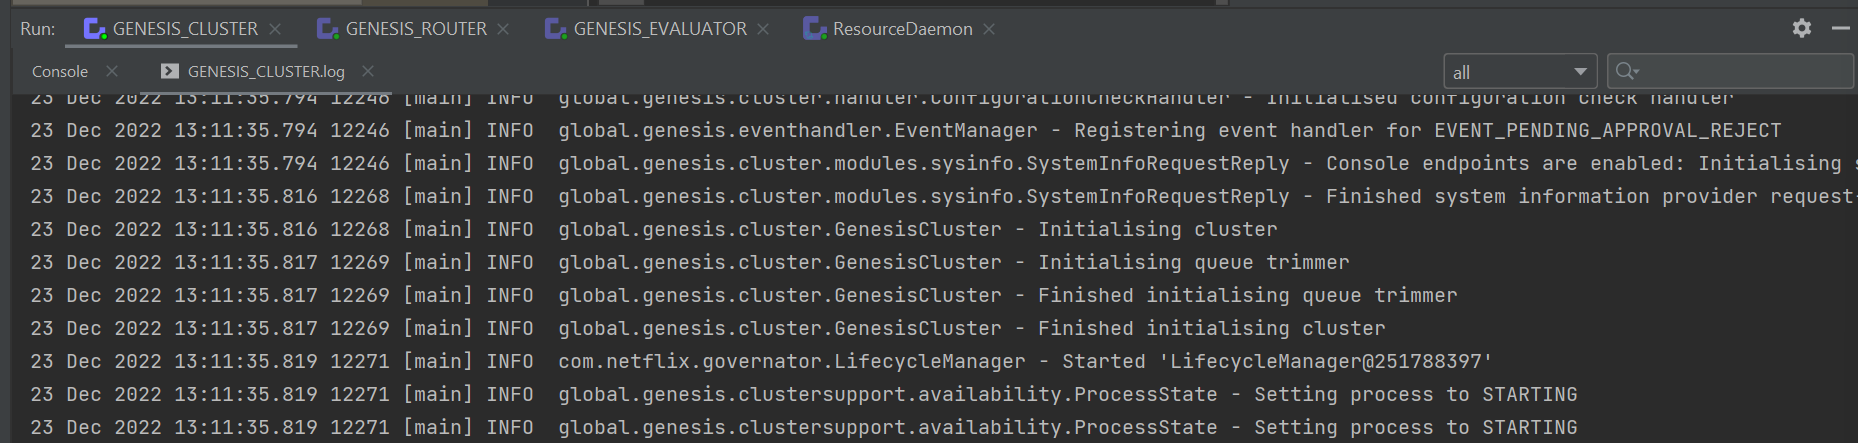 Run: GENESIS_CLUSTER GENESIS_ROUTER GENESIS_EVALUATOR ResourceDaemon
Console GENESIS_CLUSTER.log all
23 Dec 2022 13:11:35.794 12246 [main] INFO global.genesis.cluster.handler.ConfigurationCheckHandler - Initialised configuration check handler
23 Dec 2022 13:11:35.794 12246 [main] INFO global.genesis.eventhandler.EventManager - Registering event handler for EVENT_PENDING_APPROVAL_REJECT
23 Dec 2022 13:11:35.794 12246 [main] INFO global.genesis.cluster.modules.sysinfo.SystemInfoRequestReply - Console endpoints are enabled: Initialising s
23 Dec 2022 13:11:35.816 12268 [main] INFO global.genesis.cluster.modules.sysinfo.SystemInfoRequestReply - Finished system information provider request-
23 Dec 2022 13:11:35.816 12268 [main] INFO global.genesis.cluster.GenesisCluster - Initialising cluster
23 Dec 2022 13:11:35.817 12269 [main] INFO global.genesis.cluster.GenesisCluster - Initialising queue trimmer
23 Dec 2022 13:11:35.817 12269 [main] INFO global.genesis.cluster.GenesisCluster - Finished initialising queue trimmer
23 Dec 2022 13:11:35.817 12269 [main] INFO global.genesis.cluster.GenesisCluster - Finished initialising cluster
23 Dec 2022 13:11:35.819 12271 [main] INFO com.netflix.governator.LifecycleManager - Started 'LifecycleManager@251788397'
23 Dec 2022 13:11:35.819 12271 [main] INFO global.genesis.clustersupport.availability.ProcessState - Setting process to STARTING
23 Dec 2022 13:11:35.819 12271 [main] INFO global.genesis.clustersupport.availability.ProcessState - Setting process to STARTING